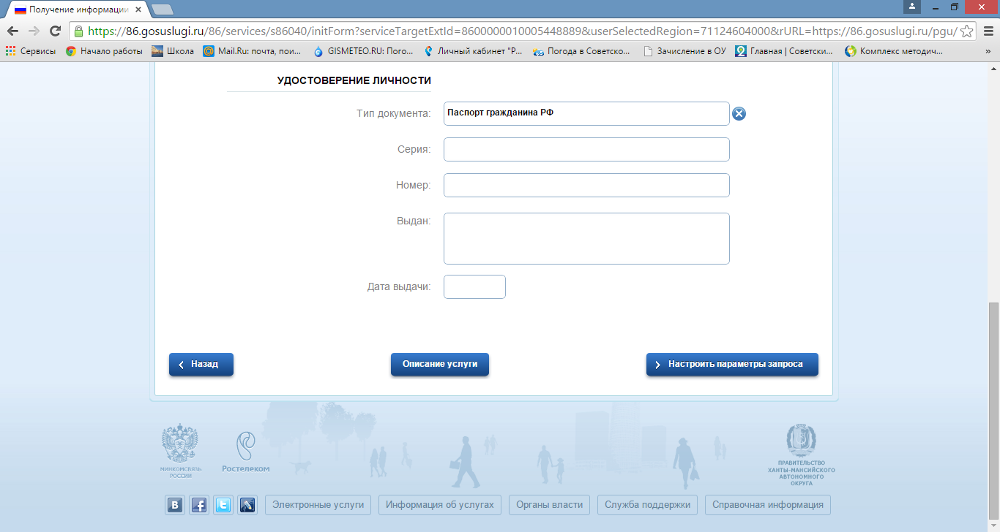 Получение информации
https://86.gosuslugi.ru/86/services/s86040/initForm?serviceTargetExtId=8600000010005448889&userSelectedRegion=71124604000&rURL=https://86.gosuslugi.ru/pgu/
Сервисы Начало работы Школа Mail.Ru: почта, пои... GISMETEO.RU: Пого... Личный кабинет "Р... Погода в Советско... Зачисление в ОУ Главная | Советски... Комплекс методич... »
УДОСТОВЕРЕНИЕ ЛИЧНОСТИ
Тип документа: Паспорт гражданина РФ
Серия:
Номер:
Выдан:
Дата выдачи:
Назад Описание услуги Настроить параметры запроса
МИНКОМСВЯЗЬ
РОССИИ
Ростелеком
ПРАВИТЕЛЬСТВО
ХАНТЫ-МАНСИЙСКОГО
АВТОНОМНОГО
ОКРУГА
Электронные услуги Информация об услугах Органы власти Служба поддержки Справочная информация